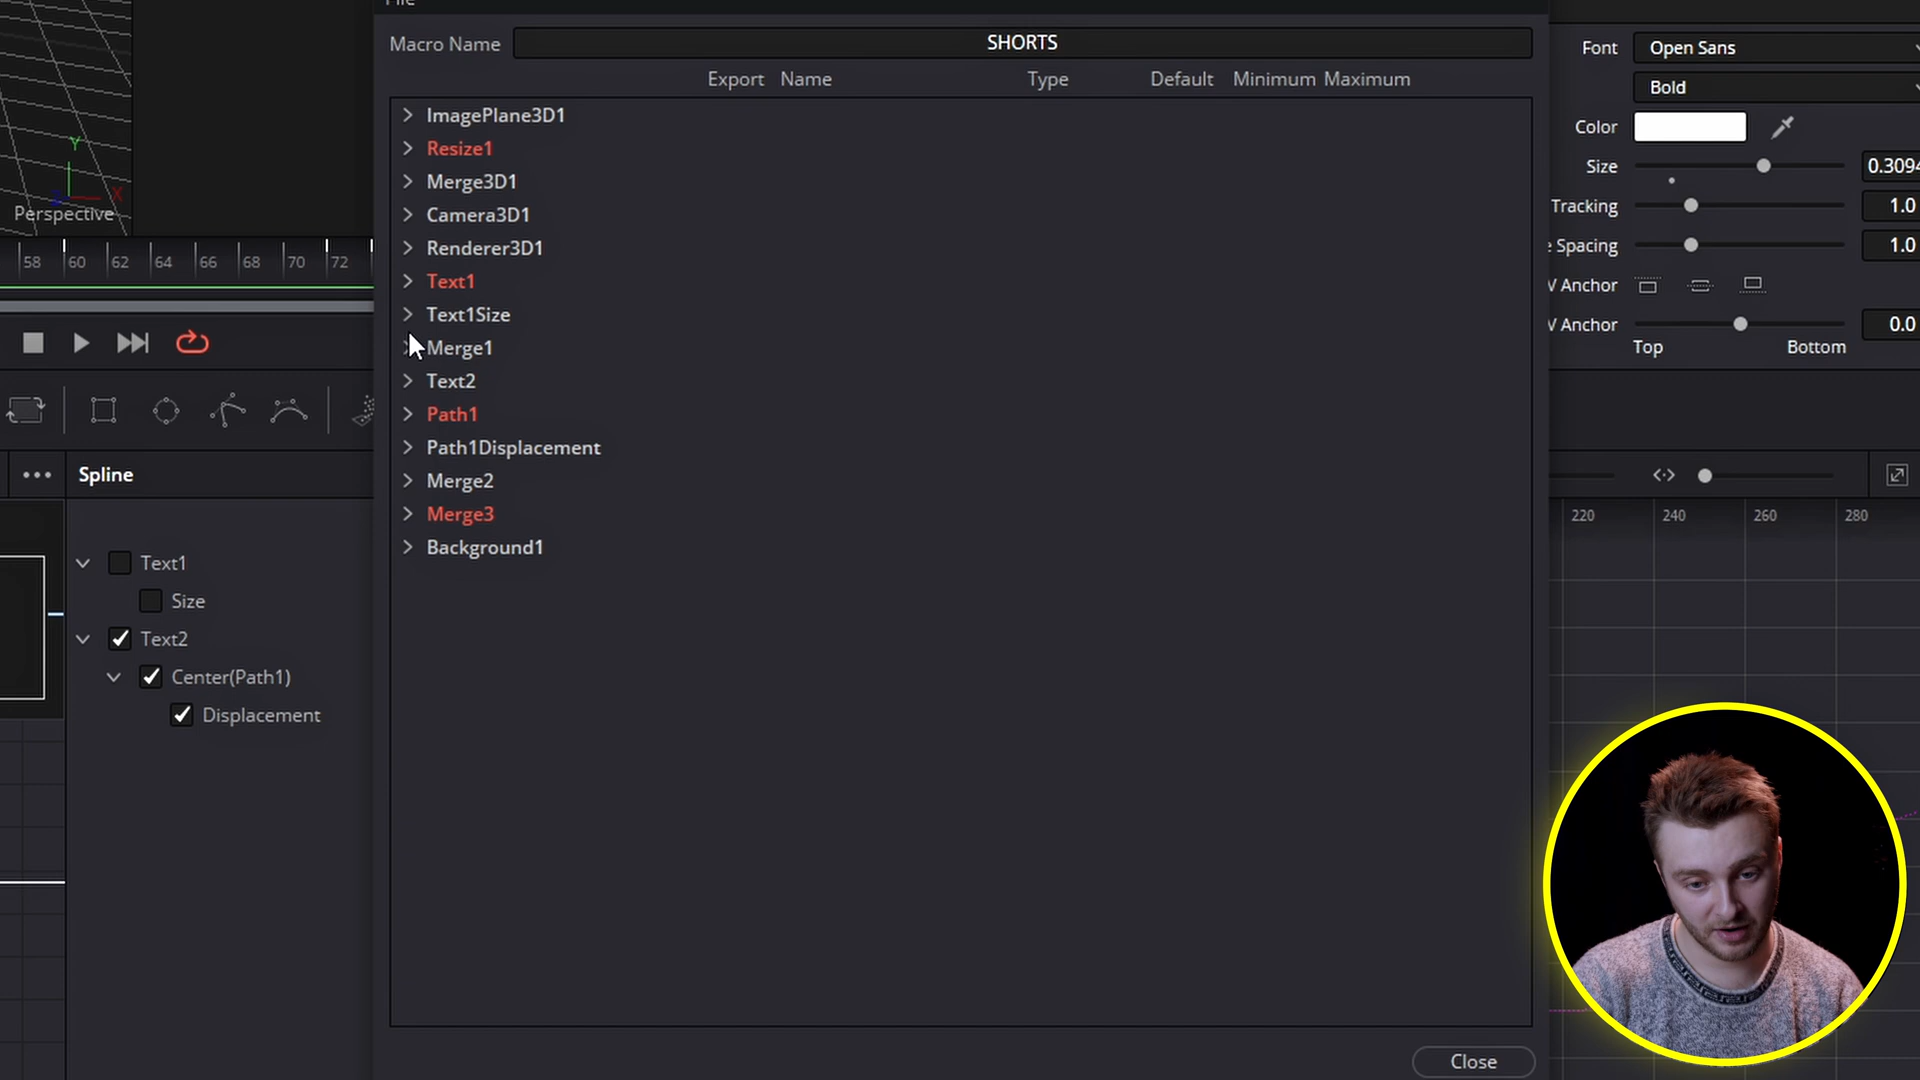 Macro Name SHORTS
Export Name Type Default Minimum Maximum
ImagePlane3D1
Resize1
Merge3D1
Camera3D1
Renderer3D1
Text1
Text1Size
Merge1
Text2
Path1
Path1Displacement
Merge2
Merge3
Background1
Close
Y
X
Perspective
58 60 62 64 66 68 70 72
Spline
Text1
Size
Text2
Center(Path1)
Displacement
Font Open Sans
Bold
Color
Size 0.3094
Tracking 1.0
e Spacing 1.0
V Anchor
V Anchor 0.0
Top Bottom
220 240 260 280